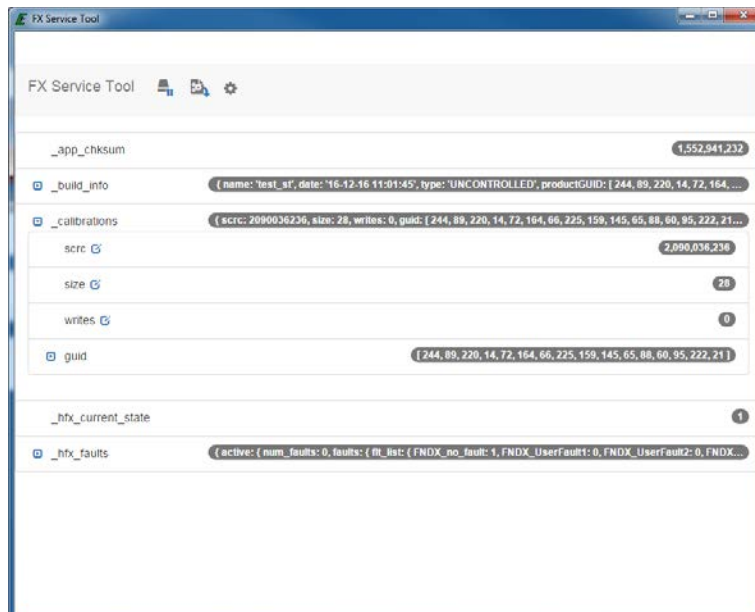 FX Service Tool
FX Service Tool
_app_chksum 1,552,941,232
_build_info { name: 'test_st', date: '16-12-16 11:01:45', type: 'UNCONTROLLED', productGUID: [ 244, 89, 220, 14, 72, 164, ...
_calibrations { scrc: 2090036236, size: 28, writes: 0, guid: [ 244, 89, 220, 14, 72, 164, 66, 225, 159, 145, 65, 88, 60, 95, 222, 21...
scrc 2,090,036,236
size 28
writes 0
guid [ 244, 89, 220, 14, 72, 164, 66, 225, 159, 145, 65, 88, 60, 95, 222, 21 ]
_hfx_current_state 1
_hfx_faults { active: { num_faults: 0, faults: { flt_list: { FNDX_no_fault: 1, FNDX_UserFault1: 0, FNDX_UserFault2: 0, FNDX...